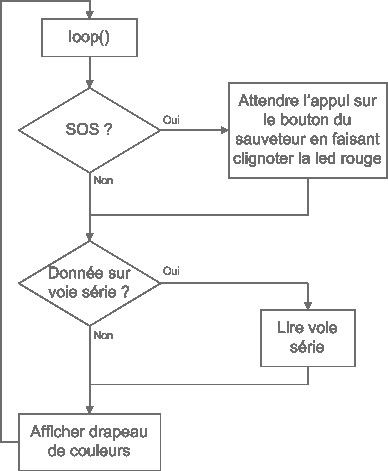 loop()
SOS ?
Oui
Attendre l'appui sur
le bouton du
sauveteur en faisant
clignoter la led rouge
Non
Donnée sur
voie série ?
Oui
Lire voie
série
Non
Afficher drapeau
de couleurs